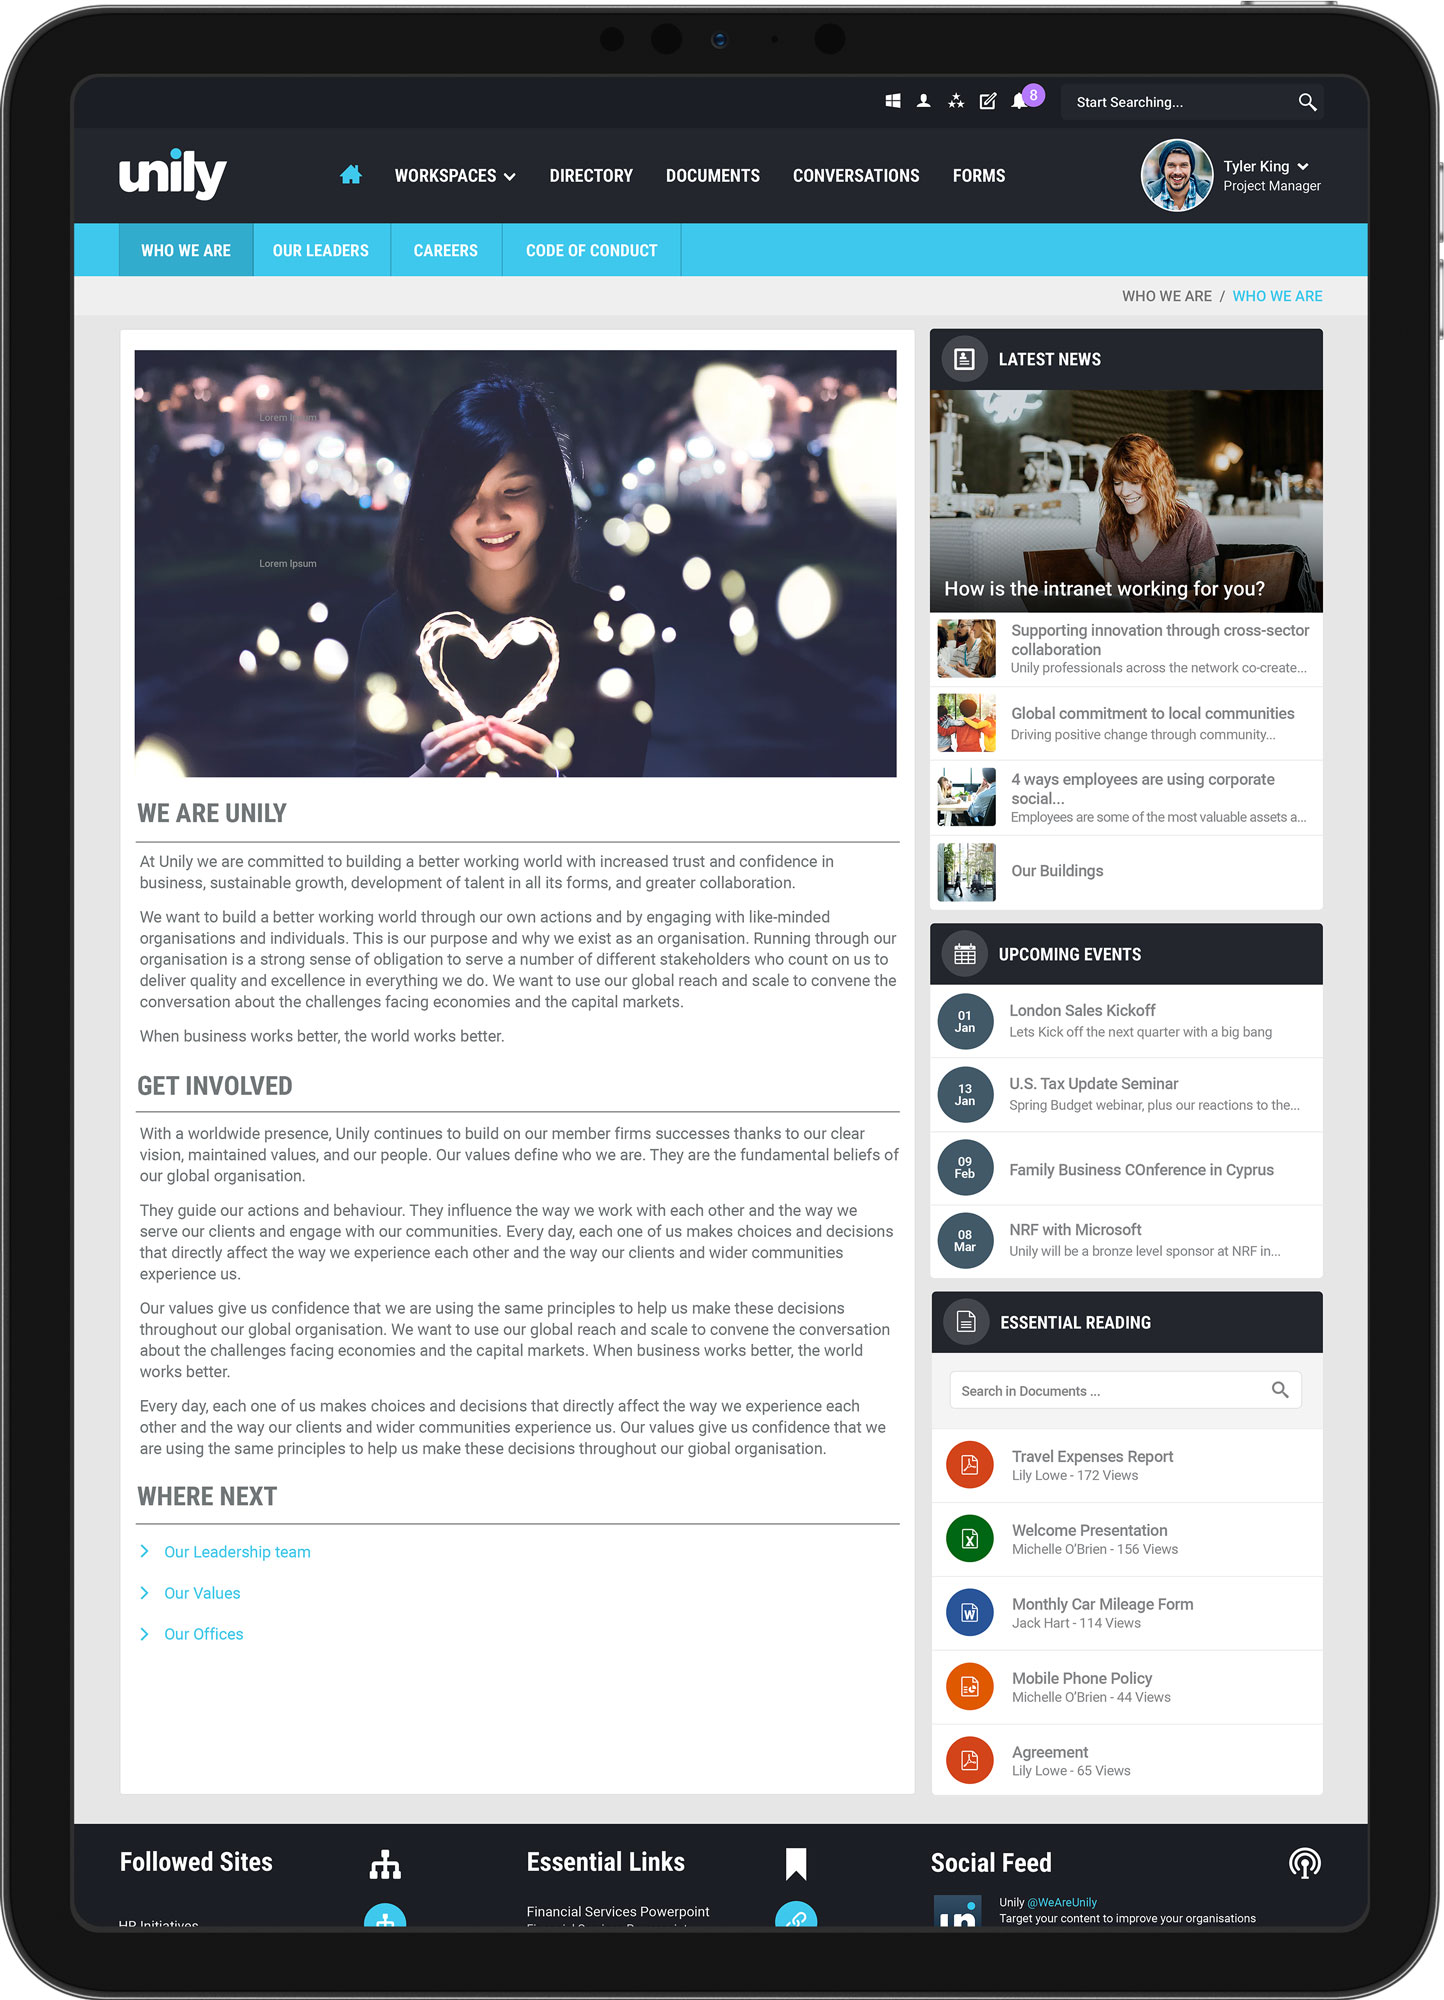 8
Start Searching...
unily
WORKSPACES
DIRECTORY
DOCUMENTS
CONVERSATIONS
FORMS
Tyler King
Project Manager
WHO WE ARE
OUR LEADERS
CAREERS
CODE OF CONDUCT
WHO WE ARE / WHO WE ARE
Lorem Ipsum
Lorem Ipsum
WE ARE UNILY
At Unily we are committed to building a better working world with increased trust and confidence in
business, sustainable growth, development of talent in all its forms, and greater collaboration.
We want to build a better working world through our own actions and by engaging with like-minded
organisations and individuals. This is our purpose and why we exist as an organisation. Running through our
organisation is a strong sense of obligation to serve a number of different stakeholders who count on us to
deliver quality and excellence in everything we do. We want to use our global reach and scale to convene the
conversation about the challenges facing economies and the capital markets.
When business works better, the world works better.
GET INVOLVED
With a worldwide presence, Unily continues to build on our member firms successes thanks to our clear
vision, maintained values, and our people. Our values define who we are. They are the fundamental beliefs of
our global organisation.
They guide our actions and behaviour. They influence the way we work with each other and the way we
serve our clients and engage with our communities. Every day, each one of us makes choices and decisions
that directly affect the way we experience each other and the way our clients and wider communities
experience us.
Our values give us confidence that we are using the same principles to help us make these decisions
throughout our global organisation. We want to use our global reach and scale to convene the conversation
about the challenges facing economies and the capital markets. When business works better, the world
works better.
Every day, each one of us makes choices and decisions that directly affect the way we experience each
other and the way our clients and wider communities experience us. Our values give us confidence that we
are using the same principles to help us make these decisions throughout our global organisation.
WHERE NEXT
Our Leadership team
Our Values
Our Offices
LATEST NEWS
How is the intranet working for you?
Supporting innovation through cross-sector
collaboration
Unily professionals across the network co-create...
Global commitment to local communities
Driving positive change through community...
4 ways employees are using corporate
social...
Employees are some of the most valuable assets a...
Our Buildings
UPCOMING EVENTS
01
Jan
London Sales Kickoff
Lets Kick off the next quarter with a big bang
13
Jan
U.S. Tax Update Seminar
Spring Budget webinar, plus our reactions to the...
09
Feb
Family Business COnference in Cyprus
08
Mar
NRF with Microsoft
Unily will be a bronze level sponsor at NRF in...
ESSENTIAL READING
Search in Documents ...
Travel Expenses Report
Lily Lowe - 172 Views
Welcome Presentation
Michelle O'Brien - 156 Views
Monthly Car Mileage Form
Jack Hart - 114 Views
Mobile Phone Policy
Michelle O'Brien - 44 Views
Agreement
Lily Lowe - 65 Views
Followed Sites
HR Initiatives
Essential Links
Financial Services Powerpoint
Social Feed
Unily @WeAreUnily
Target your content to improve your organisations